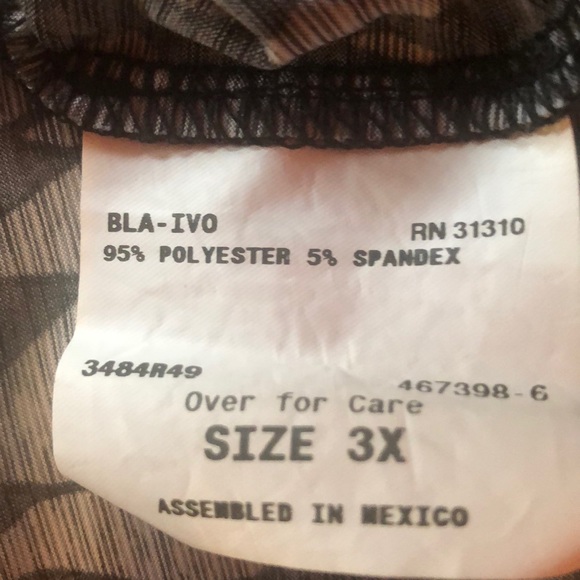 BLA-IVO RN 31310
95% POLYESTER 5% SPANDEX
3484R49 467398-6
Over for Care
SIZE 3X
ASSEMBLED IN MEXICO